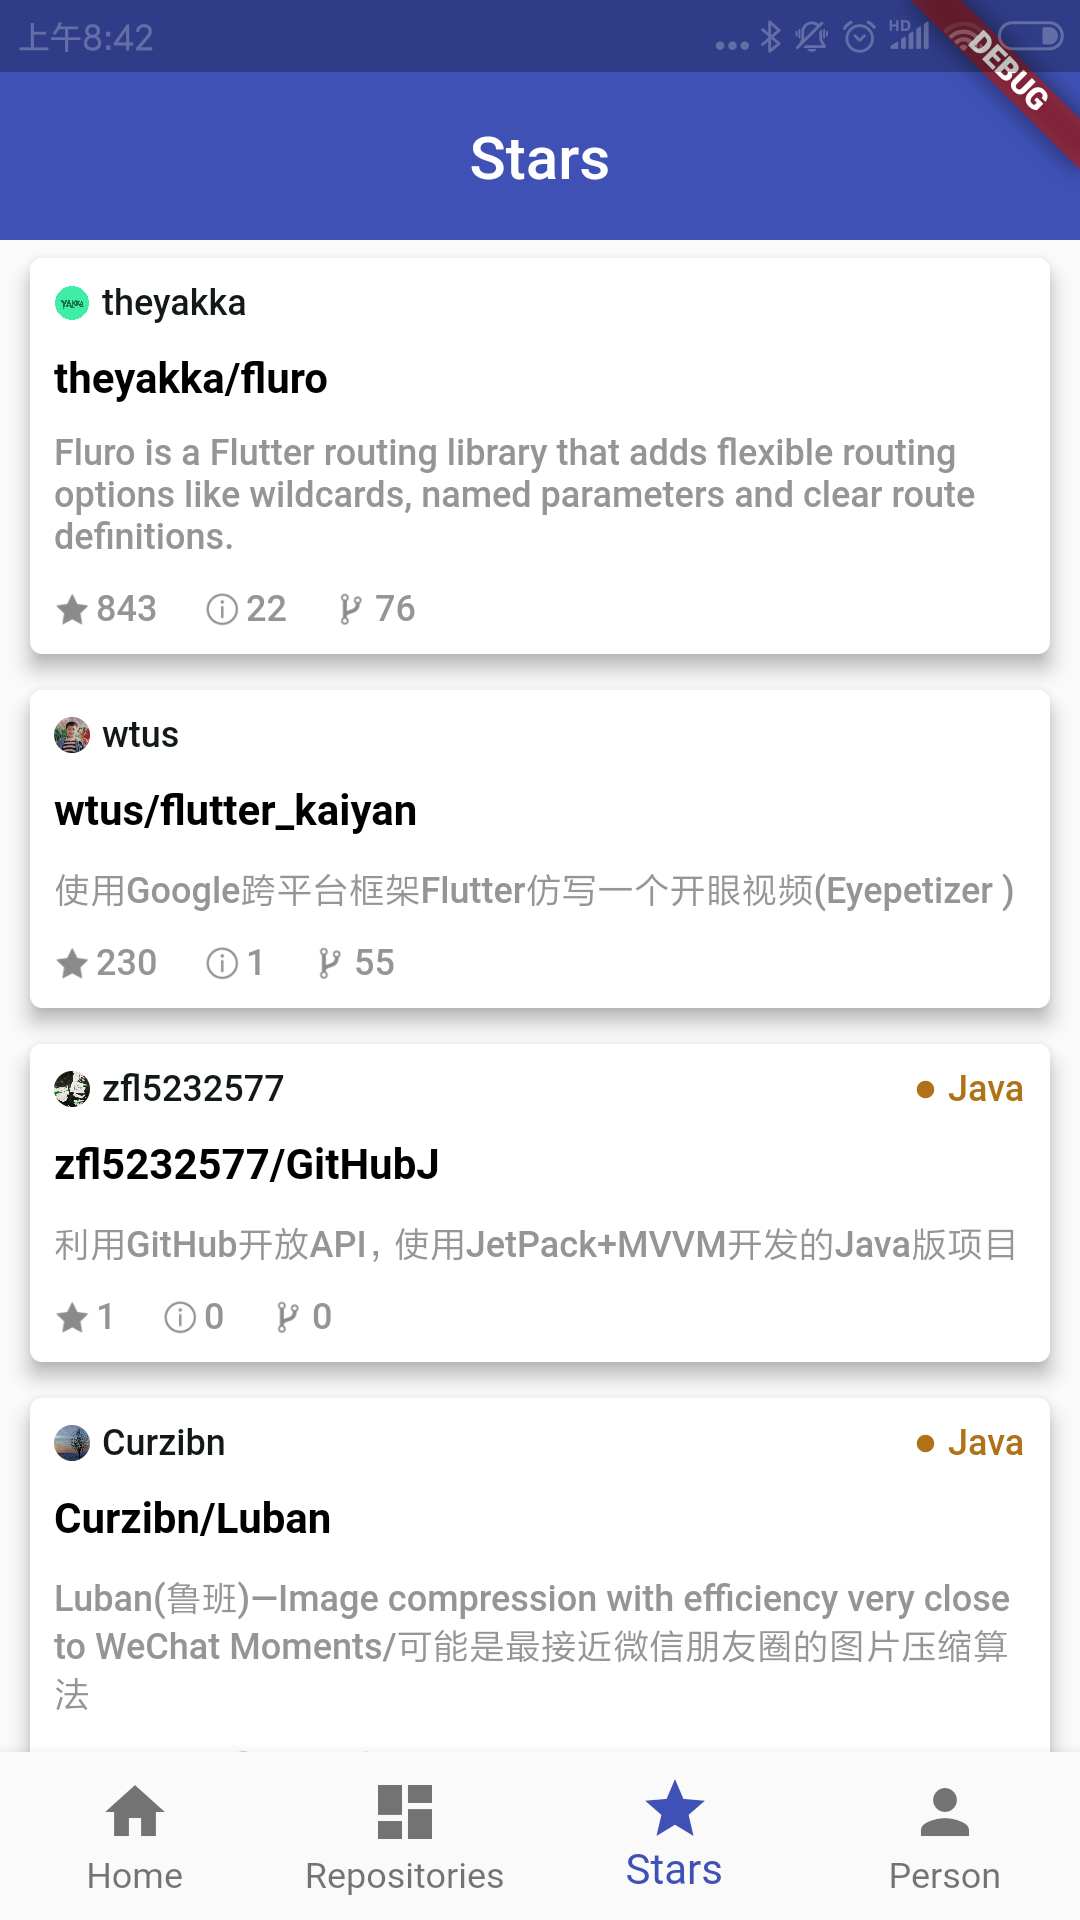 上午8:42
HD
DEBUG
Stars
YAKKA
theyakka
theyakka/fluro
Fluro is a Flutter routing library that adds flexible routing
options like wildcards, named parameters and clear route
definitions.
843 22 76
wtus
wtus/flutter_kaiyan
使用Google跨平台框架Flutter仿写一个开眼视频(Eyepetizer )
230 1 55
zfl5232577
Java
zfl5232577/GitHubJ
利用GitHub开放API，使用JetPack+MVVM开发的Java版项目
1 0 0
Curzibn
Java
Curzibn/Luban
Luban(鲁班)—Image compression with efficiency very close
to WeChat Moments/可能是最接近微信朋友圈的图片压缩算
法
Home
Repositories
Stars
Person